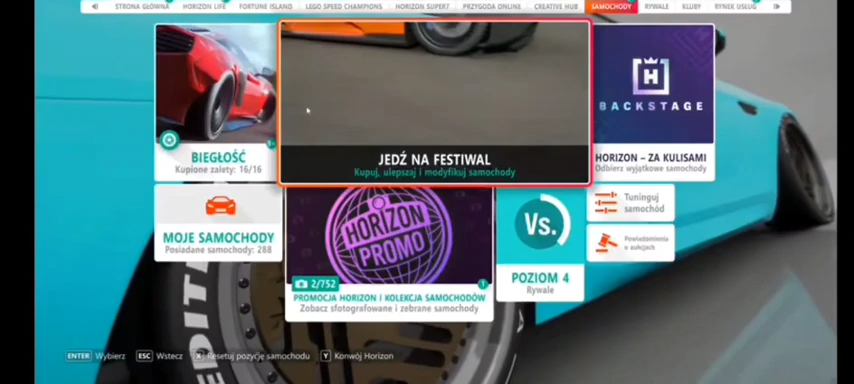 STRONA GŁÓWNA HORIZON LIFE FORTUNE ISLAND LEGO SPEED CHAMPIONS HORIZON SUPER7 PRZYGODA ONLINE CREATIVE HUB SAMOCHODY RYWALE KLUBY RYNEK USŁUG
BIEGŁOŚĆ
Kupione zalety: 16/16
JEDŹ NA FESTIWAL
Kupuj, ulepszaj i modyfikuj samochody
H
BACKSTAGE
HORIZON – ZA KULISAMI
Odbierz wyjątkowe samochody
MOJE SAMOCHODY
Posiadane samochody: 288
HORIZON
PROMO
2/752
1
PROMOCJA HORIZON I KOLEKCJA SAMOCHODÓW
Zobacz sfotografowane i zebrane samochody
Vs.
POZIOM 4
Rywale
Tuninguj
samochód
Powiadomienia
o aukcjach
EDITI
ENTER Wybierz ESC Wstecz X Resetuj pozycję samochodu Y Konwój Horizon